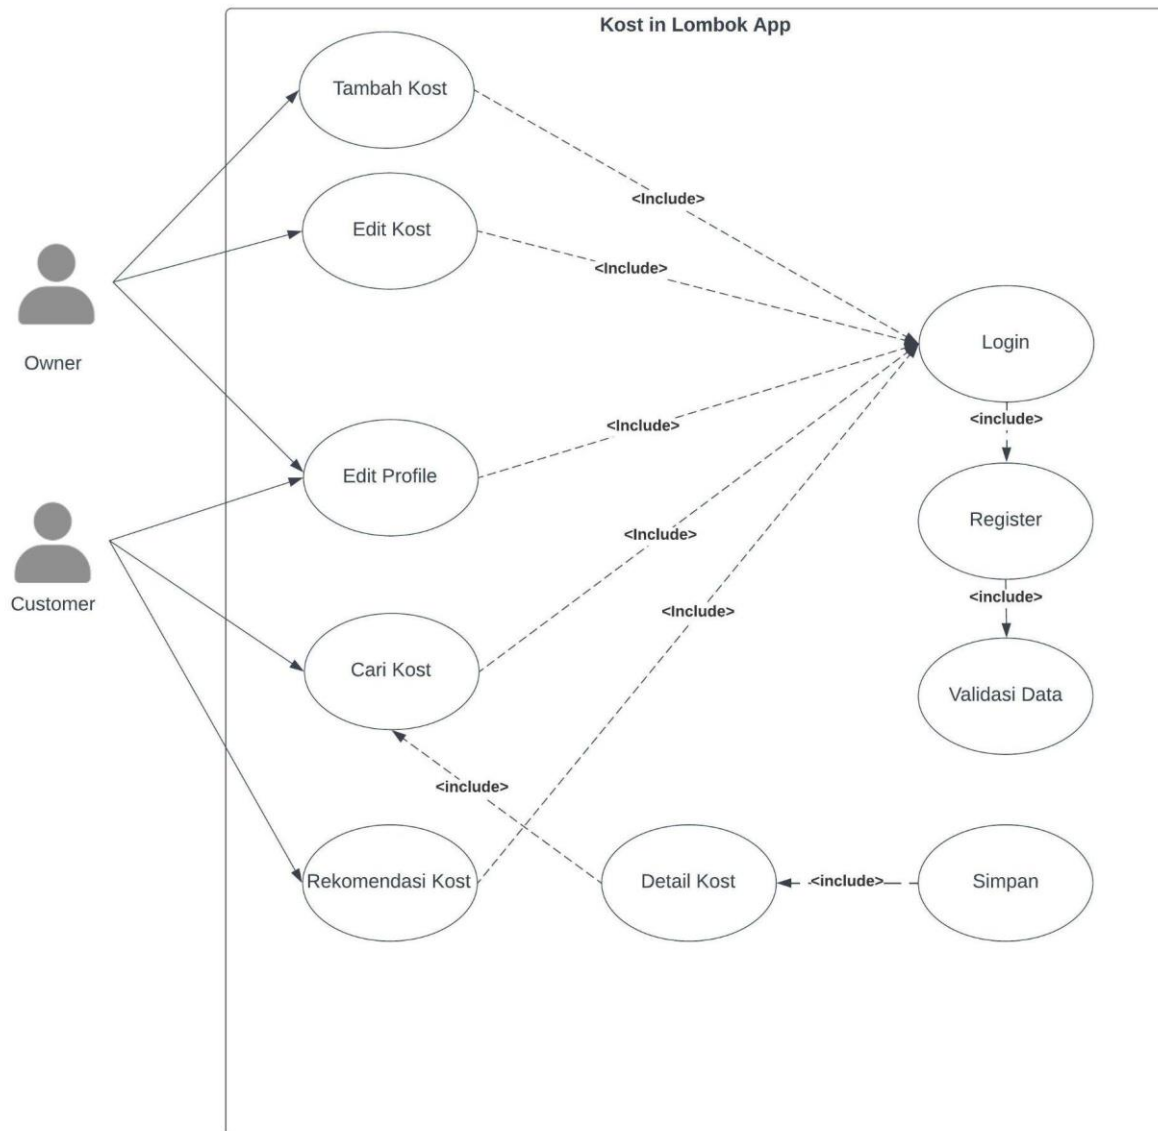 Kost in Lombok App
Tambah Kost
<Include>
Edit Kost
<Include>
Owner
Login
<include>
Edit Profile
<Include>
Register
Customer
<Include>
<include>
<Include>
Cari Kost
Validasi Data
<include>
Rekomendasi Kost
Detail Kost
<include>
Simpan